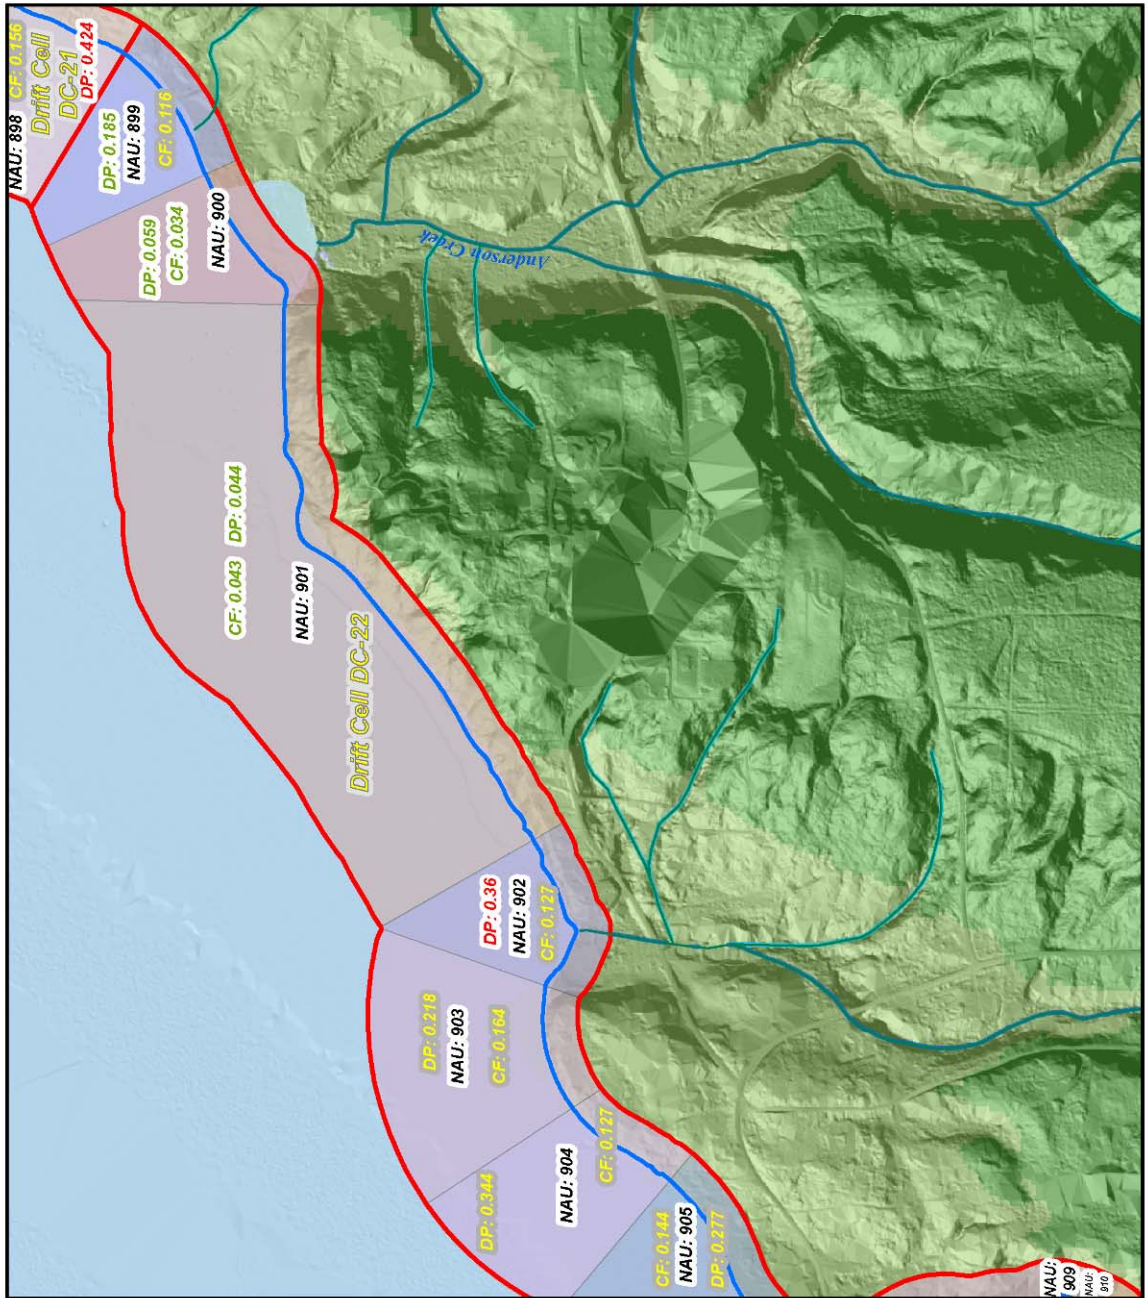 NAU: 898
CF: 0.156
Drift Cell
DC-21
DP: 0.424
DP: 0.185
NAU: 899
CF: 0.116
DP: 0.059
CF: 0.034
NAU: 900
Anderson Creek
CF: 0.043 DP: 0.044
NAU: 901
Drift Cell DC-22
DP: 0.36
NAU: 902
CF: 0.127
DP: 0.218
NAU: 903
CF: 0.164
DP: 0.344
NAU: 904
CF: 0.127
CF: 0.144
NAU: 905
DP: 0.277
NAU:
909
NAU:
910